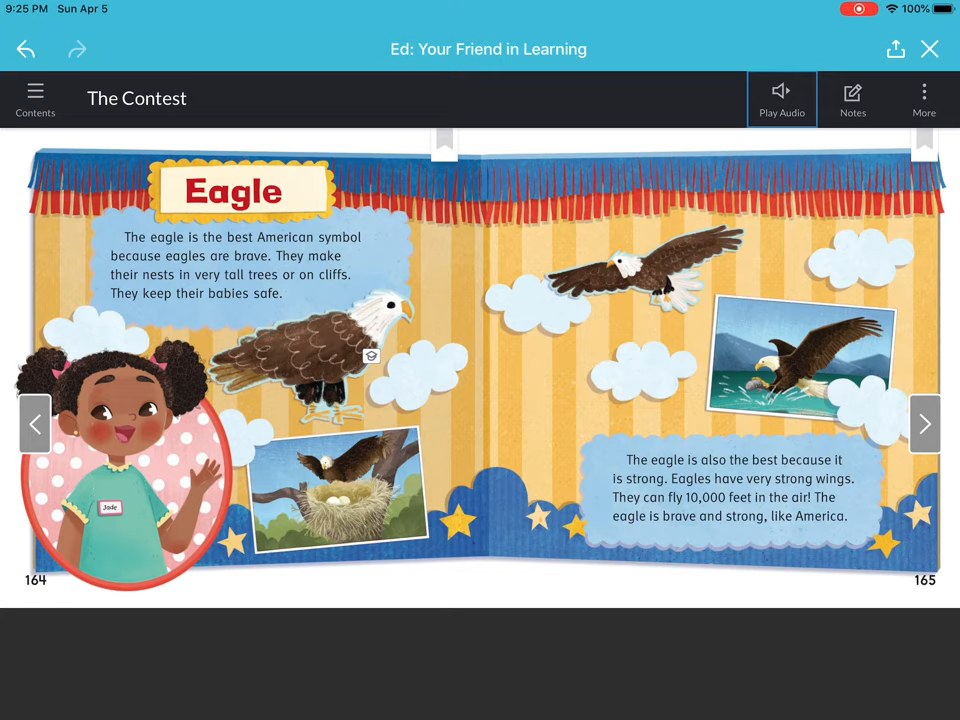 9:25 PM Sun Apr 5
100%
Ed: Your Friend in Learning
Contents
The Contest
Play Audio
Notes
More
Eagle
The eagle is the best American symbol
because eagles are brave. They make
their nests in very tall trees or on cliffs.
They keep their babies safe.
Jade
The eagle is also the best because it
is strong. Eagles have very strong wings.
They can fly 10,000 feet in the air! The
eagle is brave and strong, like America.
164
165